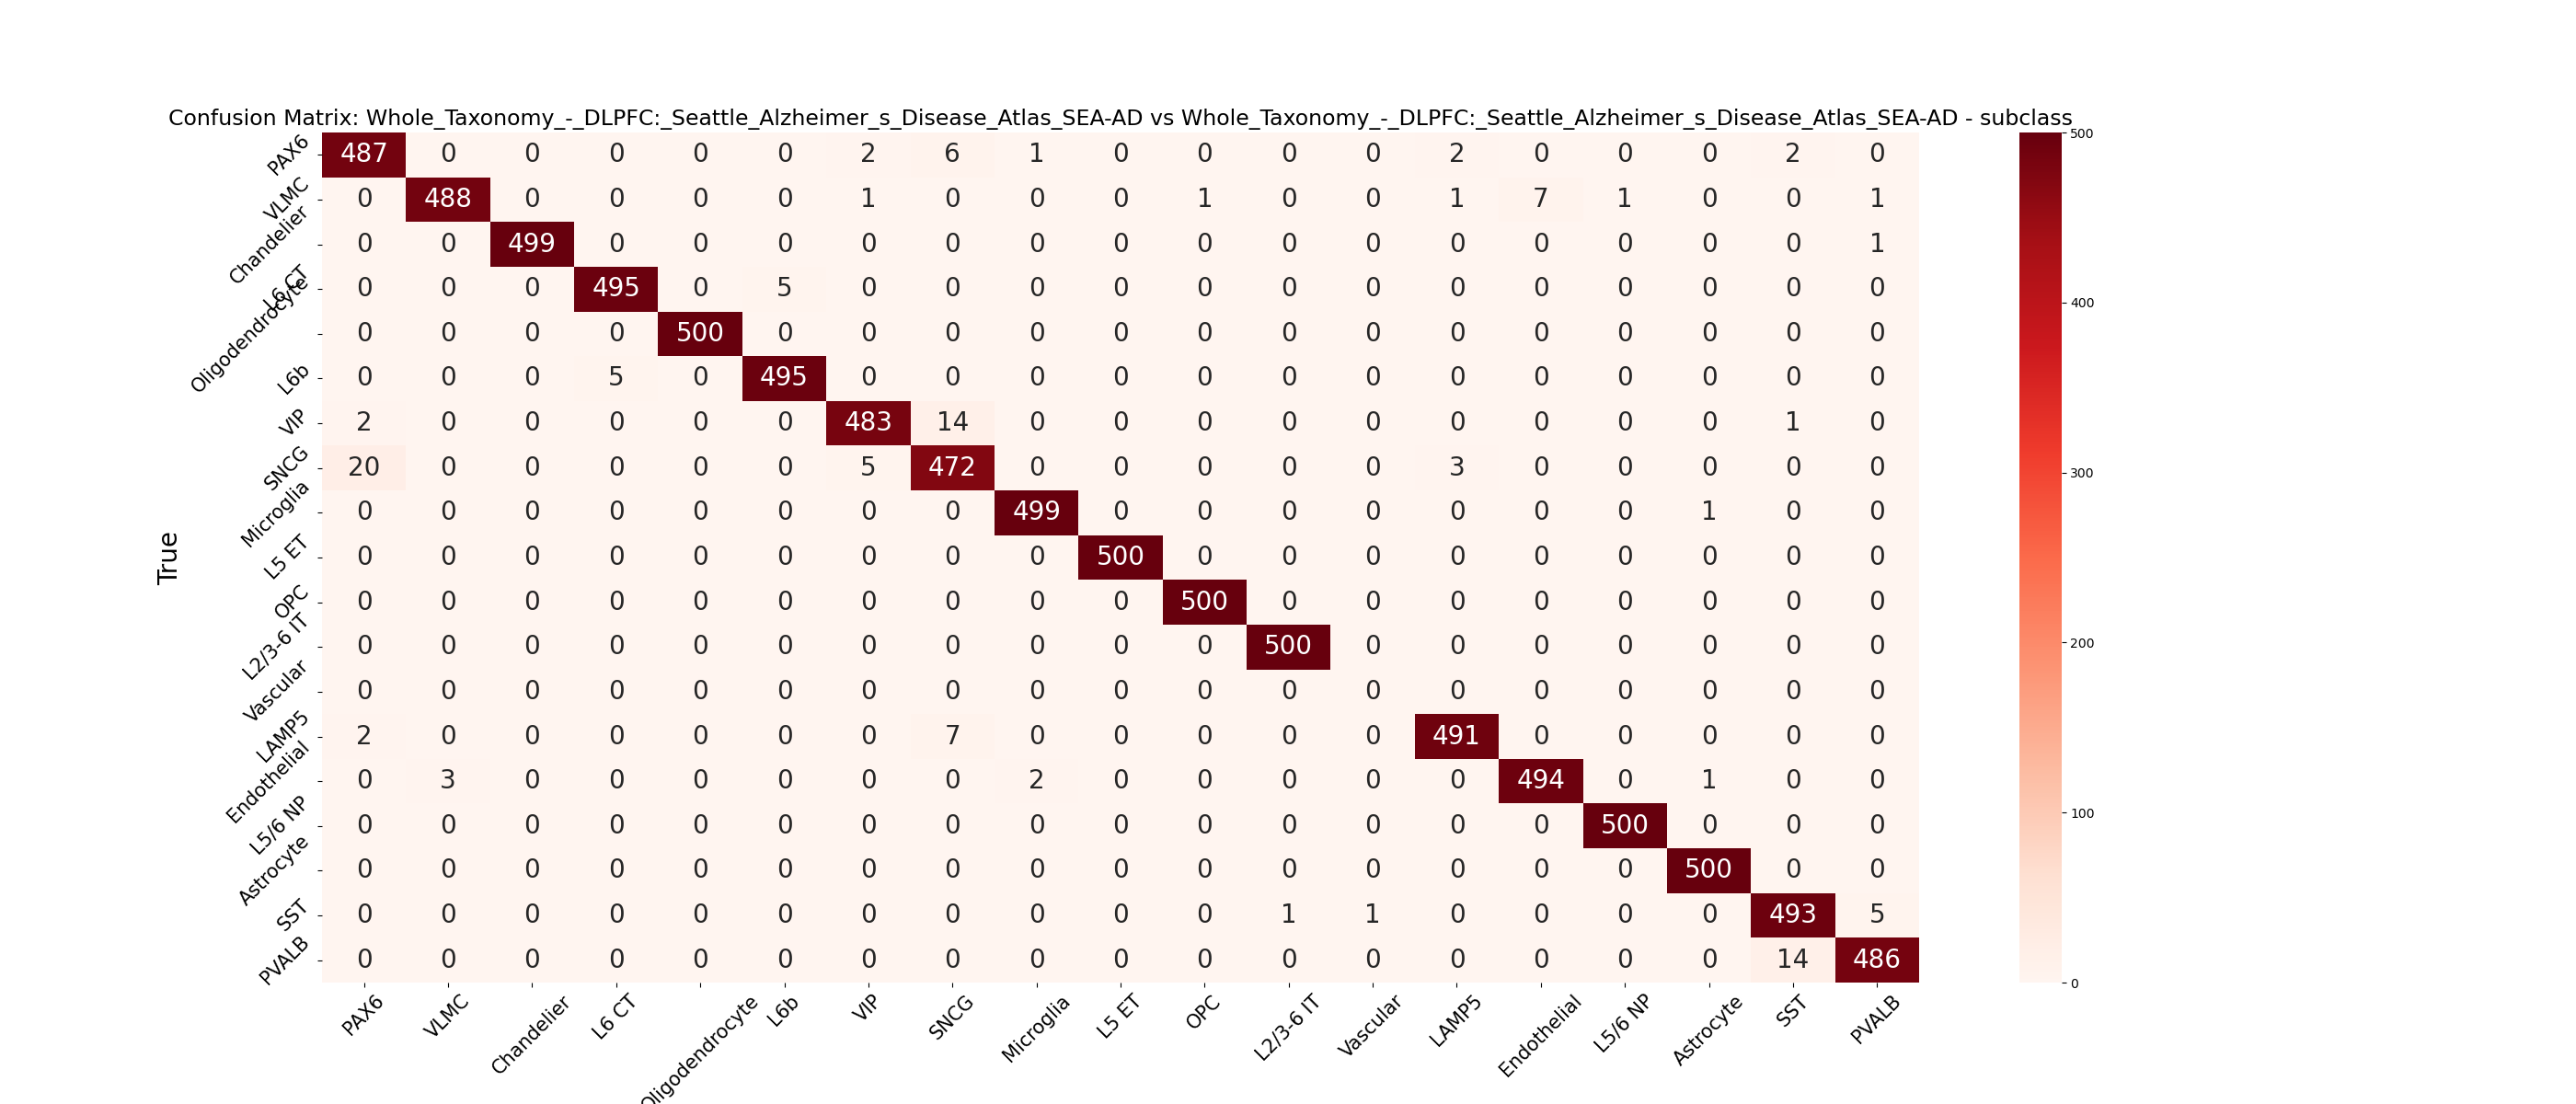 Confusion Matrix: Whole_Taxonomy_-_DLPFC:_Seattle_Alzheimer_s_Disease_Atlas_SEA-AD vs Whole_Taxonomy_-_DLPFC:_Seattle_Alzheimer_s_Disease_Atlas_SEA-AD - subclass
True
PAX6 487 0 0 0 0 0 2 6 1 0 0 0 0 2 0 0 0 2 0
VLMC 0 488 0 0 0 0 1 0 0 0 1 0 0 1 7 1 0 0 1
Chandelier 0 0 499 0 0 0 0 0 0 0 0 0 0 0 0 0 0 0 1
L6 CT 0 0 0 495 0 5 0 0 0 0 0 0 0 0 0 0 0 0 0
Oligodendrocyte 0 0 0 0 500 0 0 0 0 0 0 0 0 0 0 0 0 0 0
L6b 0 0 0 5 0 495 0 0 0 0 0 0 0 0 0 0 0 0 0
VIP 2 0 0 0 0 0 483 14 0 0 0 0 0 0 0 0 0 1 0
SNCG 20 0 0 0 0 0 5 472 0 0 0 0 0 3 0 0 0 0 0
Microglia 0 0 0 0 0 0 0 0 499 0 0 0 0 0 0 0 1 0 0
L5 ET 0 0 0 0 0 0 0 0 0 500 0 0 0 0 0 0 0 0 0
OPC 0 0 0 0 0 0 0 0 0 0 500 0 0 0 0 0 0 0 0
L2/3-6 IT 0 0 0 0 0 0 0 0 0 0 0 500 0 0 0 0 0 0 0
Vascular 0 0 0 0 0 0 0 0 0 0 0 0 0 0 0 0 0 0 0
LAMP5 2 0 0 0 0 0 0 7 0 0 0 0 0 491 0 0 0 0 0
Endothelial 0 3 0 0 0 0 0 0 2 0 0 0 0 0 494 0 1 0 0
L5/6 NP 0 0 0 0 0 0 0 0 0 0 0 0 0 0 0 500 0 0 0
Astrocyte 0 0 0 0 0 0 0 0 0 0 0 0 0 0 0 0 500 0 0
SST 0 0 0 0 0 0 0 0 0 0 0 1 1 0 0 0 0 493 5
PVALB 0 0 0 0 0 0 0 0 0 0 0 0 0 0 0 0 0 14 486
PAX6 VLMC Chandelier L6 CT Oligodendrocyte L6b VIP SNCG Microglia L5 ET OPC L2/3-6 IT Vascular LAMP5 Endothelial L5/6 NP Astrocyte SST PVALB
500
400
300
200
100
0